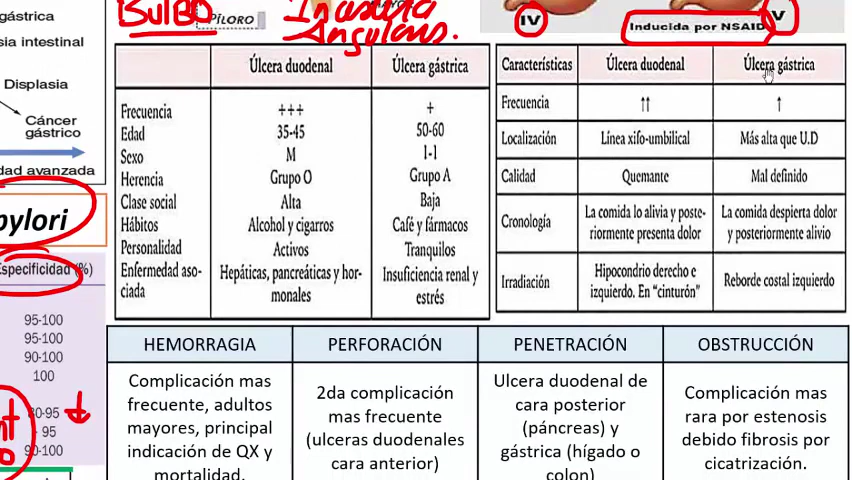 gástrica
sia intestinal
Displasia
Cáncer
gástrico
dad avanzada
pylori
Especificidad (%)
95-100
95-100
90-100
100
80-95
95
90-100
BULBO
PÍLORO
Incisura
Angularis.
IV
V
Inducida por NSAID
Úlcera duodenal Úlcera gástrica
Frecuencia +++ +
Edad 35-45 50-60
Sexo M 1-1
Herencia Grupo O Grupo A
Clase social Alta Baja
Hábitos Alcohol y cigarros Café y fármacos
Personalidad Activos Tranquilos
Enfermedad aso-
ciada Hepáticas, pancreáticas y hor-
monales Insuficiencia renal y
estrés
Características Úlcera duodenal Úlcera gástrica
Frecuencia ↑↑ ↑
Localización Línea xifo-umbilical Más alta que U.D
Calidad Quemante Mal definido
Cronología La comida lo alivia y poste-
riormente presenta dolor La comida despierta dolor
y posteriormente alivio
Irradiación Hipocondrio derecho e
izquierdo. En “cinturón” Reborde costal izquierdo
HEMORRAGIA PERFORACIÓN PENETRACIÓN OBSTRUCCIÓN
Complicación mas
frecuente, adultos
mayores, principal
indicación de QX y
mortalidad.
2da complicación
mas frecuente
(ulceras duodenales
cara anterior)
Ulcera duodenal de
cara posterior
(páncreas) y
gástrica (hígado o
colon)
Complicación mas
rara por estenosis
debido fibrosis por
cicatrización.